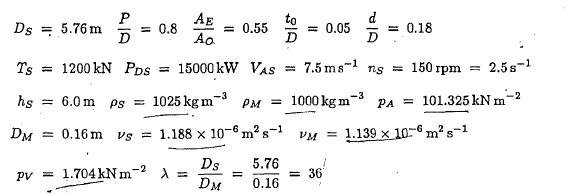 D_S = 5.76 m P/D = 0.8 A_E/A_O = 0.55 t_0/D = 0.05 d/D = 0.18
T_S = 1200 kN P_DS = 15000 kW V_AS = 7.5 m s^-1 n_S = 150 rpm = 2.5 s^-1
h_S = 6.0 m ρ_S = 1025 kg m^-3 ρ_M = 1000 kg m^-3 p_A = 101.325 kN m^-2
D_M = 0.16 m ν_S = 1.188 × 10^-6 m^2 s^-1 ν_M = 1.139 × 10^-6 m^2 s^-1
p_V = 1.704 kN m^-2 λ = D_S/D_M = 5.76/0.16 = 36